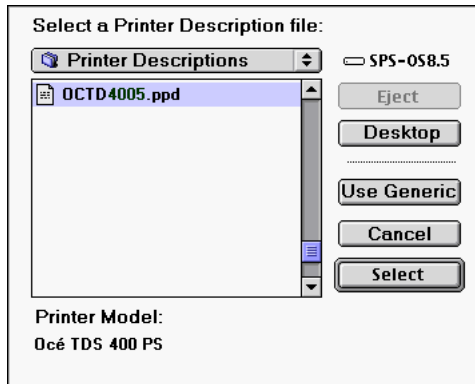 Select a Printer Description file:
Printer Descriptions
SPS-OS8.5
OCTD4005.ppd
Eject
Desktop
Use Generic
Cancel
Select
Printer Model:
Océ TDS 400 PS